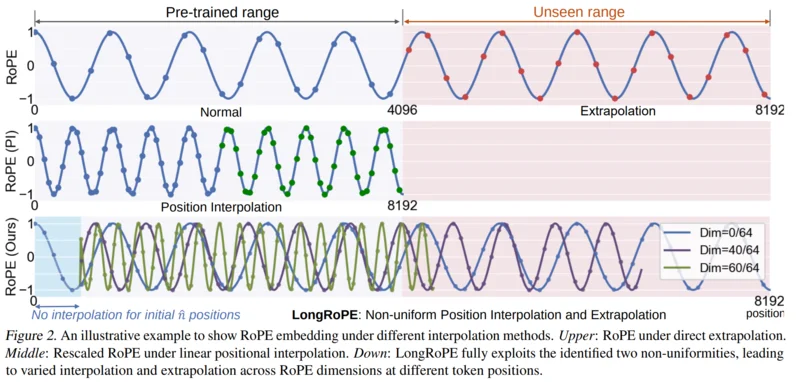 Pre-trained range
Unseen range
RoPE
1
0
−1
0
Normal
4096
Extrapolation
8192
RoPE (PI)
1
0
-1
0
Position Interpolation
8192
RoPE (Ours)
1
0
-1
Dim=0/64
Dim=40/64
Dim=60/64
0
8192
position
No interpolation for initial n̂ positions
LongRoPE: Non-uniform Position Interpolation and Extrapolation
Figure 2. An illustrative example to show RoPE embedding under different interpolation methods. Upper: RoPE under direct extrapolation.
Middle: Rescaled RoPE under linear positional interpolation. Down: LongRoPE fully exploits the identified two non-uniformities, leading
to varied interpolation and extrapolation across RoPE dimensions at different token positions.